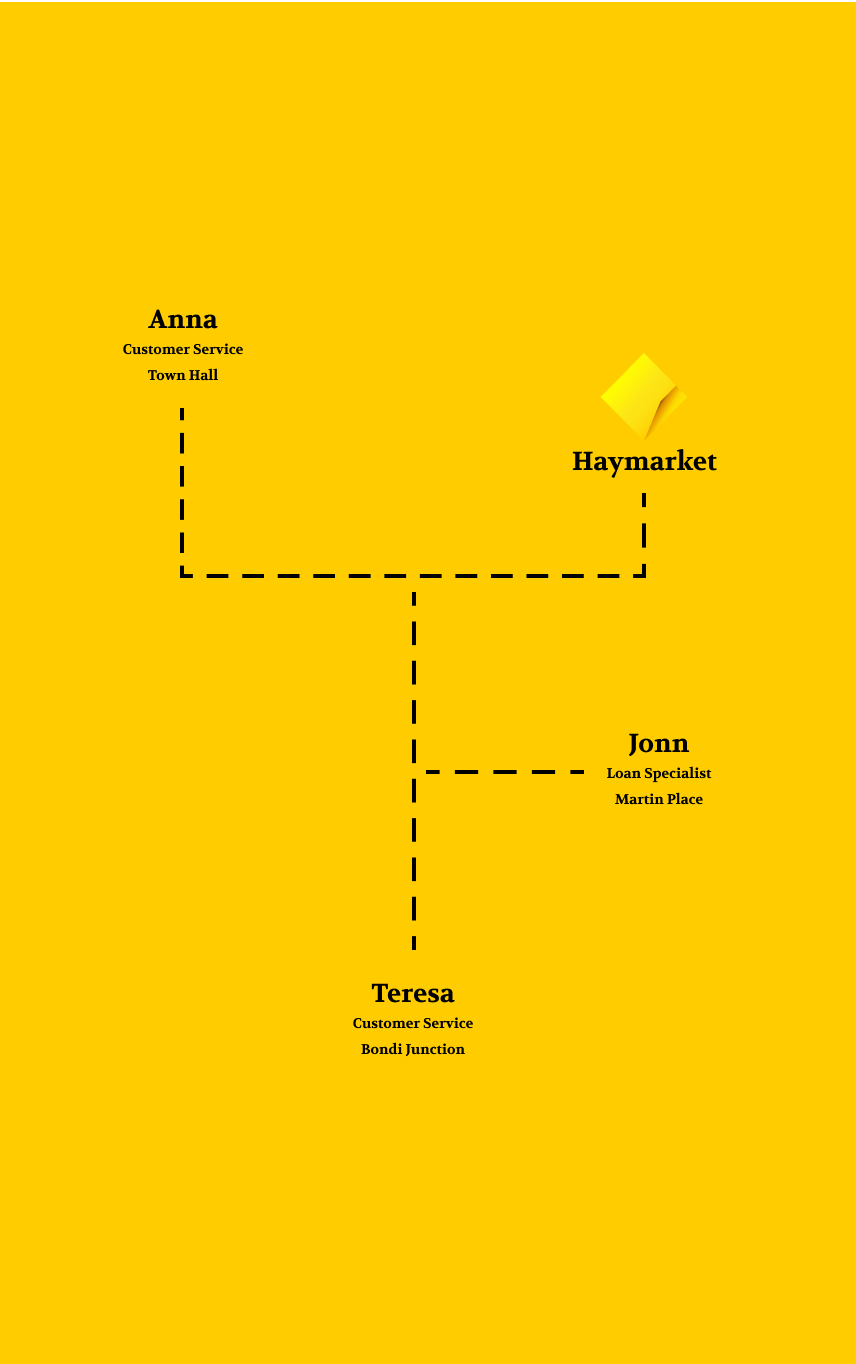 Anna
Customer Service
Town Hall
Haymarket
Jonn
Loan Specialist
Martin Place
Teresa
Customer Service
Bondi Junction